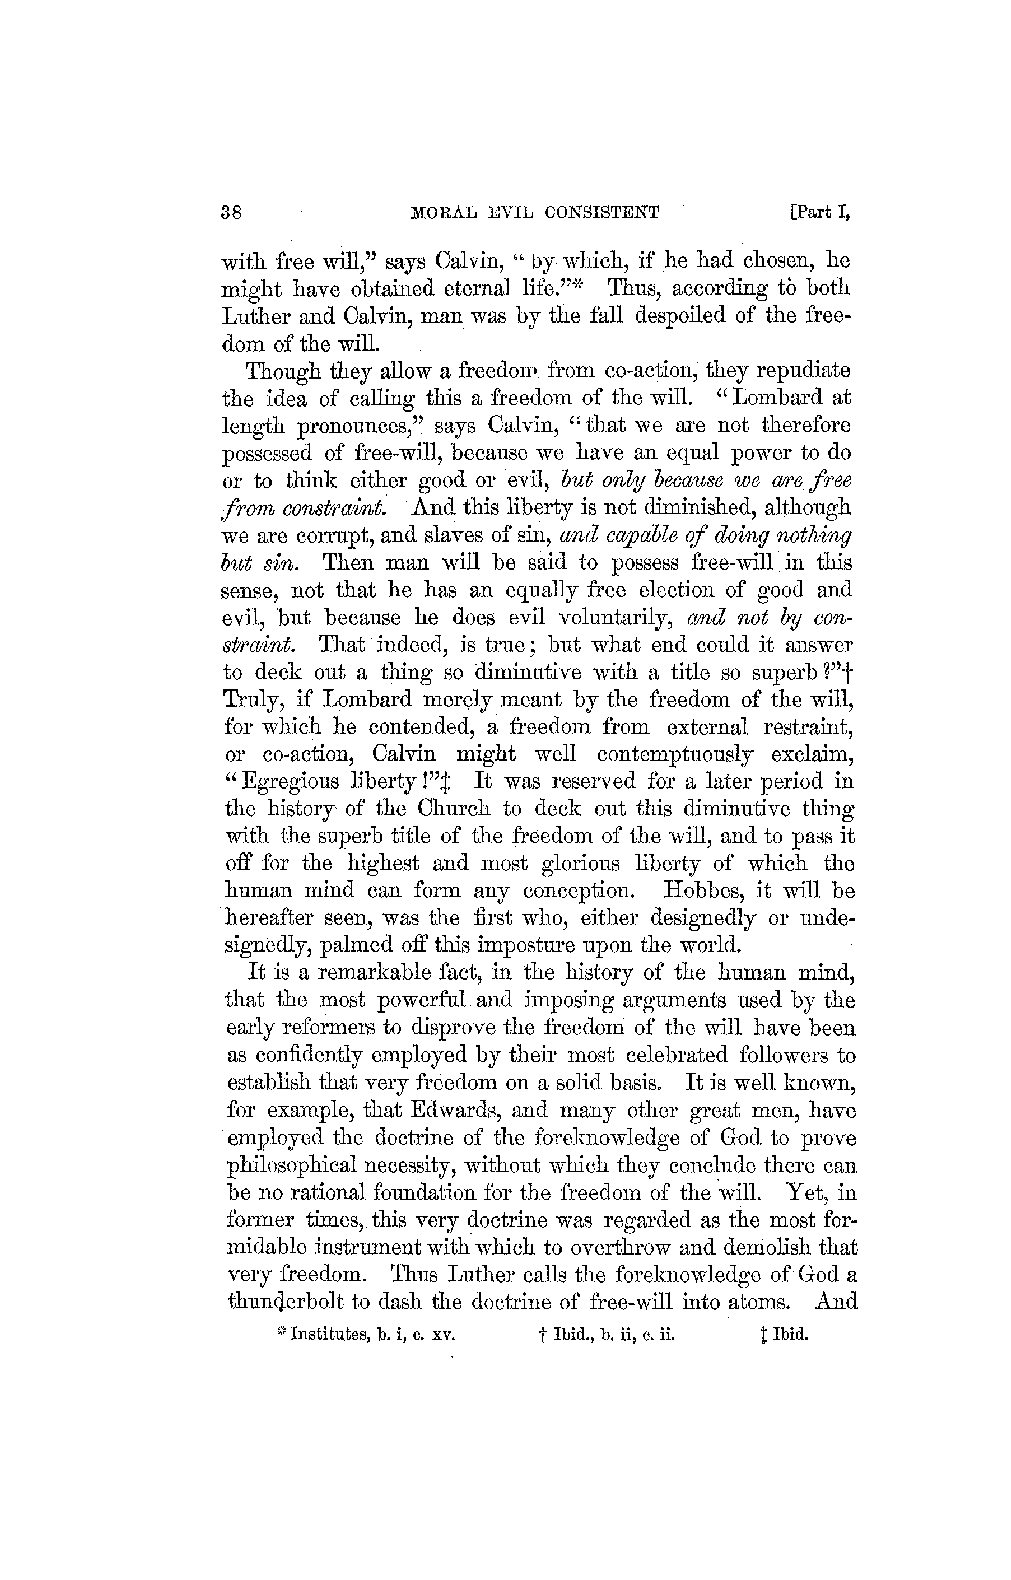 38 MORAL EVIL CONSISTENT [Part I,
with free will,” says Calvin, “ by which, if he had chosen, he
might have obtained eternal life.”* Thus, according to both
Luther and Calvin, man was by the fall despoiled of the free-
dom of the will.
Though they allow a freedom from co-action, they repudiate
the idea of calling this a freedom of the will. “Lombard at
length pronounces,” says Calvin, “that we are not therefore
possessed of free-will, because we have an equal power to do
or to think either good or evil, but only because we are free
from constraint. And this liberty is not diminished, although
we are corrupt, and slaves of sin, and capable of doing nothing
but sin. Then man will be said to possess free-will in this
sense, not that he has an equally free election of good and
evil, but because he does evil voluntarily, and not by con-
straint. That indeed, is true; but what end could it answer
to deck out a thing so diminutive with a title so superb?”†
Truly, if Lombard merely meant by the freedom of the will,
for which he contended, a freedom from external restraint,
or co-action, Calvin might well contemptuously exclaim,
“Egregious liberty!”‡ It was reserved for a later period in
the history of the Church to deck out this diminutive thing
with the superb title of the freedom of the will, and to pass it
off for the highest and most glorious liberty of which the
human mind can form any conception. Hobbes, it will be
hereafter seen, was the first who, either designedly or unde-
signedly, palmed off this imposture upon the world.
It is a remarkable fact, in the history of the human mind,
that the most powerful and imposing arguments used by the
early reformers to disprove the freedom of the will have been
as confidently employed by their most celebrated followers to
establish that very freedom on a solid basis. It is well known,
for example, that Edwards, and many other great men, have
employed the doctrine of the foreknowledge of God to prove
philosophical necessity, without which they conclude there can
be no rational foundation for the freedom of the will. Yet, in
former times, this very doctrine was regarded as the most for-
midable instrument with which to overthrow and demolish that
very freedom. Thus Luther calls the foreknowledge of God a
thunderbolt to dash the doctrine of free-will into atoms. And
* Institutes, b. i, c. xv. † Ibid., b. ii, c. ii. ‡ Ibid.